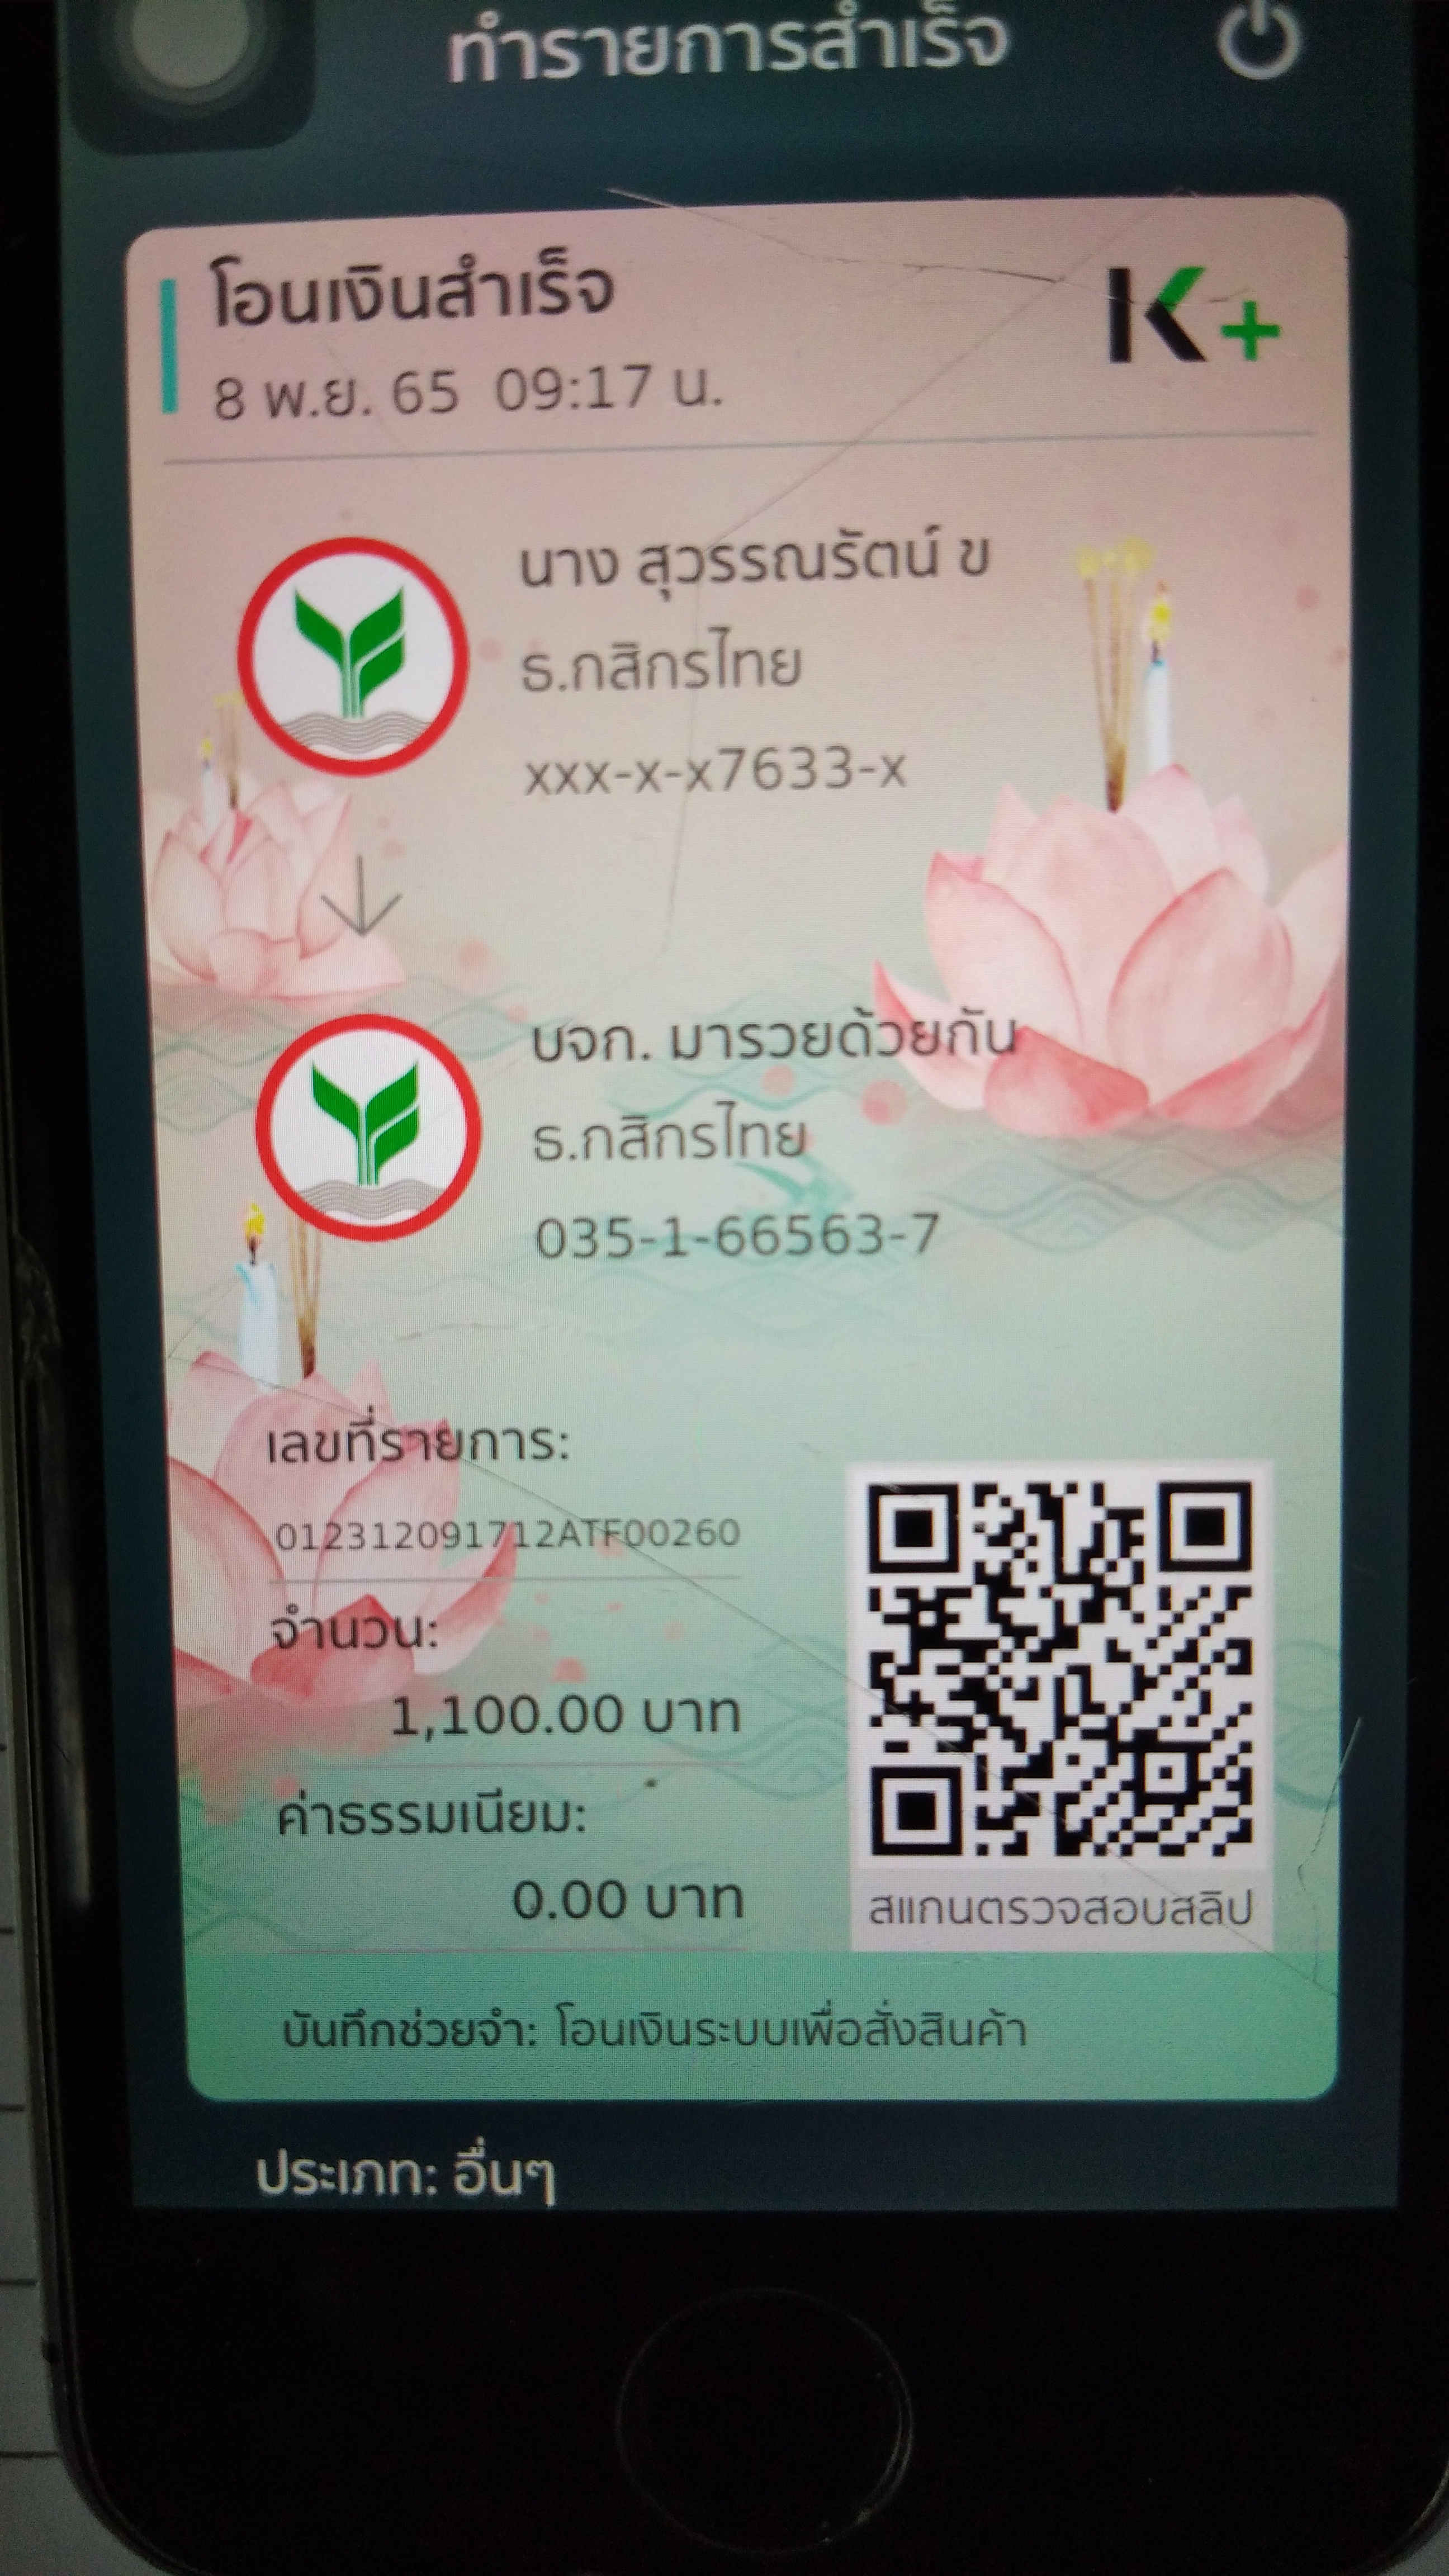 ทำรายการสำเร็จ
โอนเงินสำเร็จ
8 พ.ย. 65  09:17 น.
K+
นาง สุวรรณรัตน์ ข
ธ.กสิกรไทย
xxx-x-x7633-x
บจก. มารวยด้วยกัน
ธ.กสิกรไทย
035-1-66563-7
เลขที่รายการ:
012312091712ATF00260
จำนวน:
1,100.00 บาท
ค่าธรรมเนียม:
0.00 บาท
สแกนตรวจสอบสลิป
บันทึกช่วยจำ: โอนเงินระบบเพื่อสั่งสินค้า
ประเภท: อื่นๆ